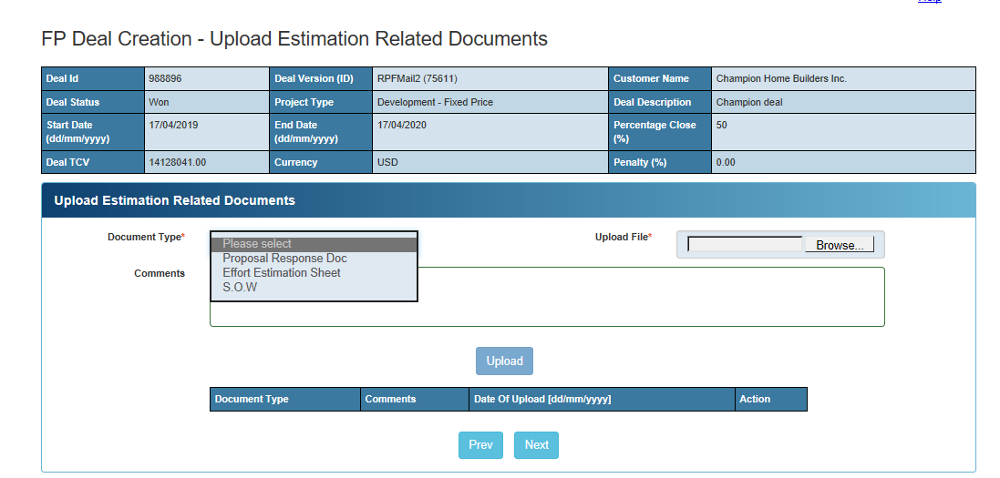 Help
FP Deal Creation - Upload Estimation Related Documents
Deal Id 988896 Deal Version (ID) RPFMail2 (75611) Customer Name Champion Home Builders Inc.
Deal Status Won Project Type Development - Fixed Price Deal Description Champion deal
Start Date (dd/mm/yyyy) 17/04/2019 End Date (dd/mm/yyyy) 17/04/2020 Percentage Close (%) 50
Deal TCV 14128041.00 Currency USD Penalty (%) 0.00
Upload Estimation Related Documents
Document Type* Upload File* Browse...
Please select
Proposal Response Doc
Effort Estimation Sheet
S.O.W
Comments
Upload
Document Type Comments Date Of Upload [dd/mm/yyyy] Action
Prev Next